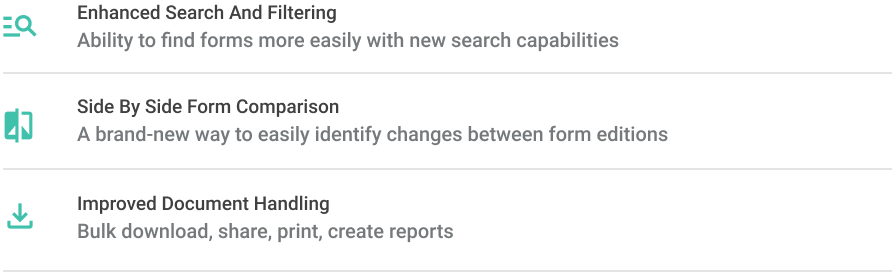 Enhanced Search And Filtering
Ability to find forms more easily with new search capabilities
Side By Side Form Comparison
A brand-new way to easily identify changes between form editions
Improved Document Handling
Bulk download, share, print, create reports